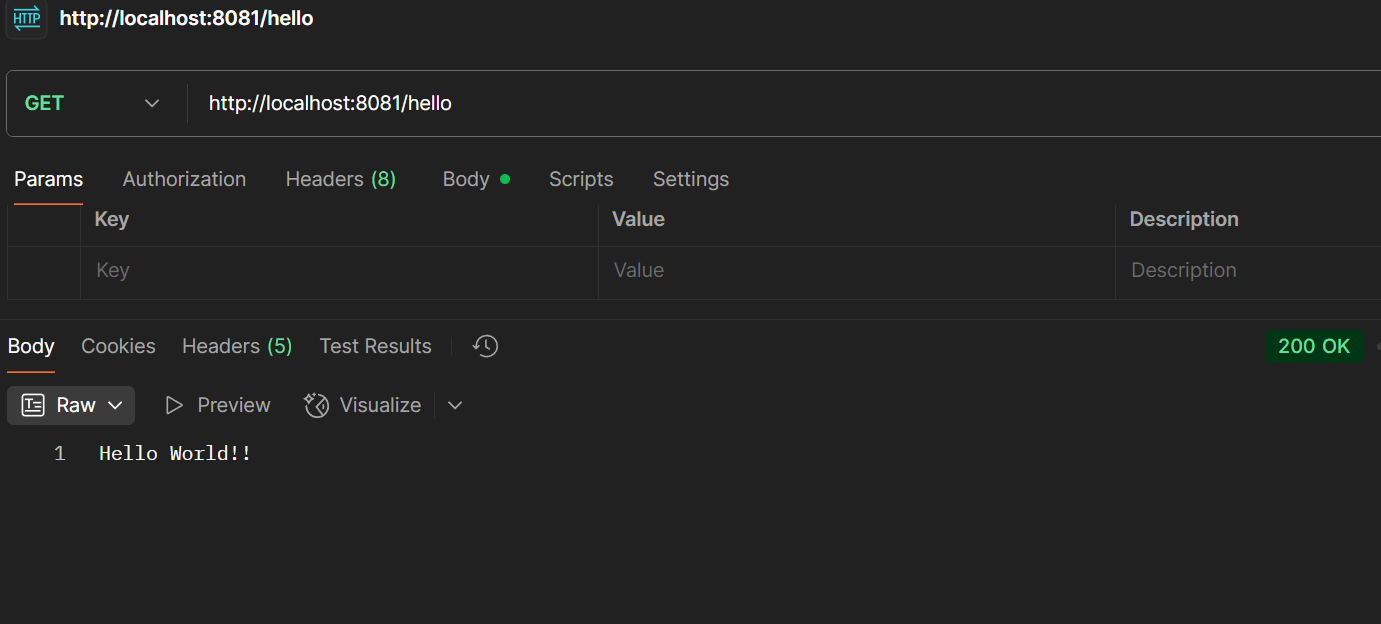 HTTP http://localhost:8081/hello
GET http://localhost:8081/hello
Params Authorization Headers (8) Body Scripts Settings
Key Value Description
Key Value Description
Body Cookies Headers (5) Test Results 200 OK
Raw Preview Visualize
1 Hello World!!